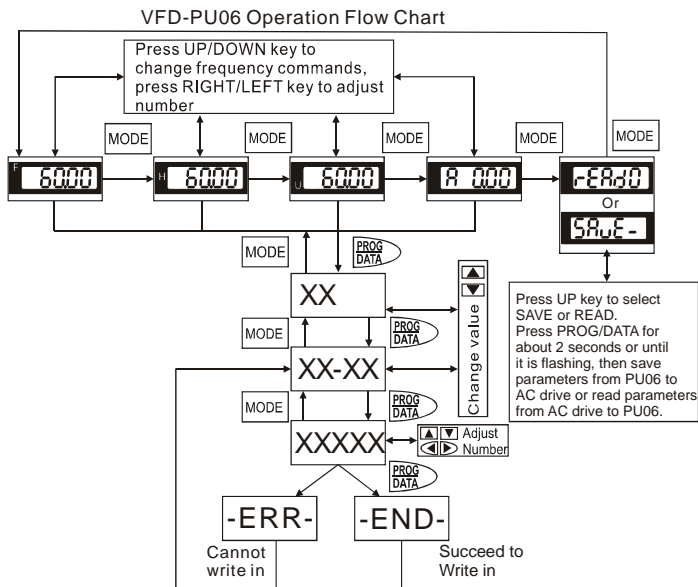 VFD-PU06 Operation Flow Chart
Press UP/DOWN key to
change frequency commands,
press RIGHT/LEFT key to adjust
number
MODE
MODE
MODE
MODE
MODE
F 60.00
H 60.00
U 60.00
A 0.00
rEAd0
Or
SAvE-
MODE
PROG
DATA
XX
MODE
PROG
DATA
XX-XX
MODE
PROG
DATA
XXXXX
PROG
DATA
Change value
Adjust
Number
Press UP key to select
SAVE or READ.
Press PROG/DATA for
about 2 seconds or until
it is flashing, then save
parameters from PU06 to
AC drive or read parameters
from AC drive to PU06.
-ERR-
-END-
Cannot
write in
Succeed to
Write in